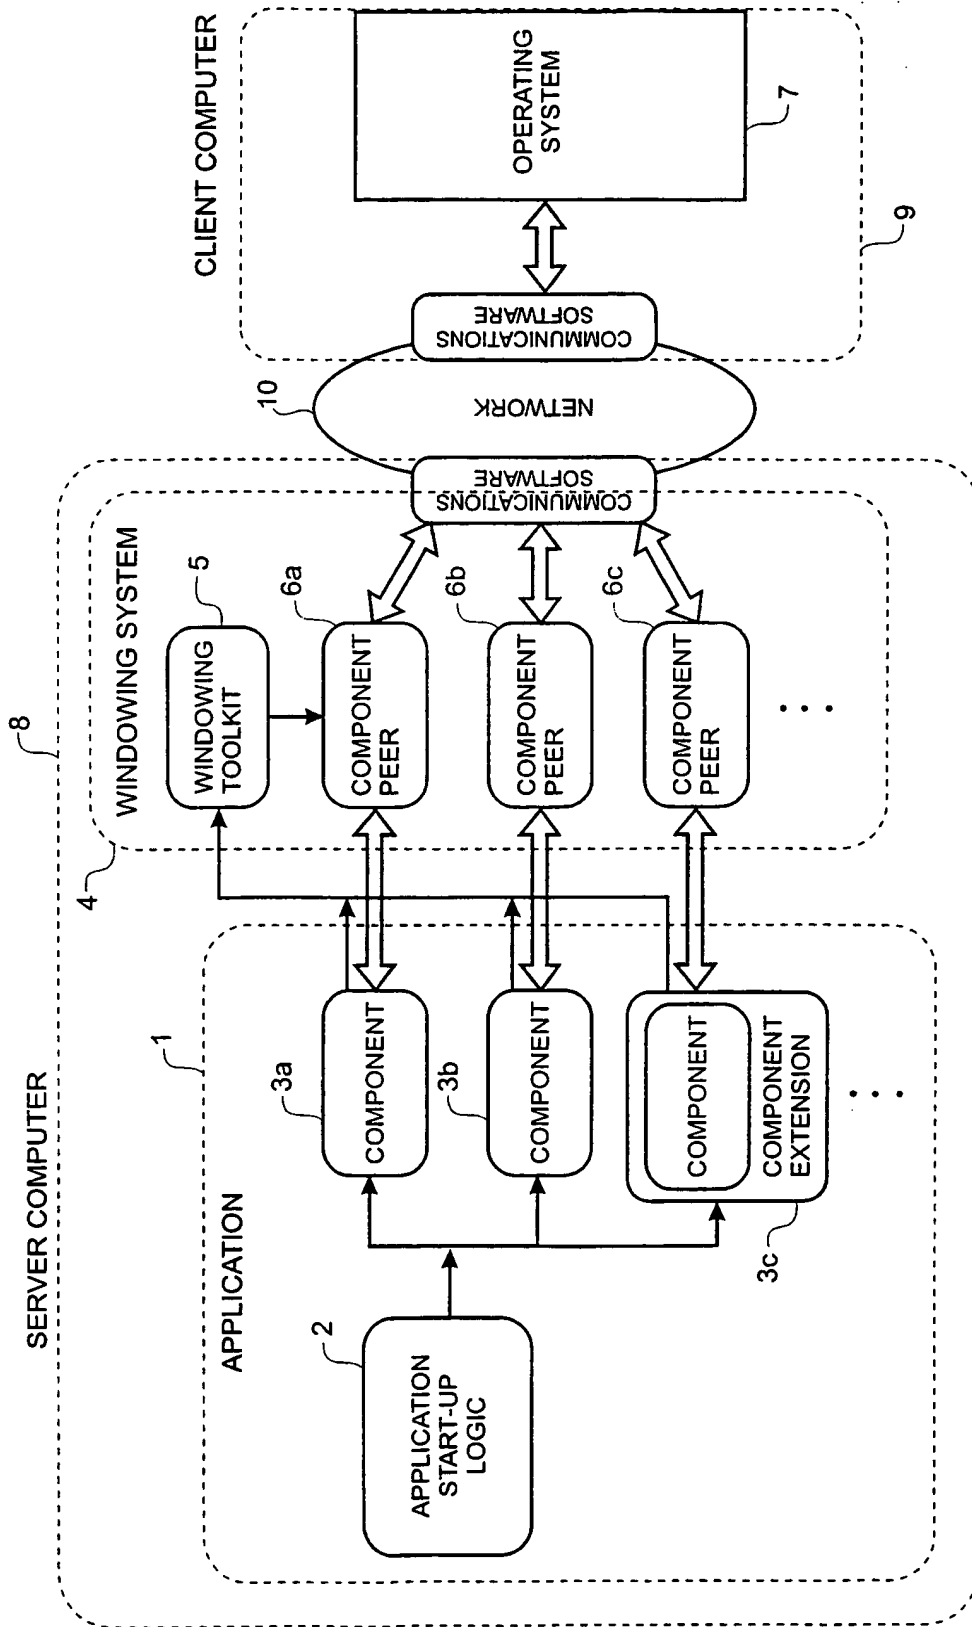 SERVER COMPUTER
8
APPLICATION
1
2
APPLICATION
START-UP
LOGIC
3a
COMPONENT
3b
COMPONENT
COMPONENT
COMPONENT
EXTENSION
3c
. . .
4
WINDOWING SYSTEM
5
WINDOWING
TOOLKIT
6a
COMPONENT
PEER
6b
COMPONENT
PEER
6c
COMPONENT
PEER
. . .
COMMUNICATIONS
SOFTWARE
10
NETWORK
COMMUNICATIONS
SOFTWARE
CLIENT COMPUTER
OPERATING
SYSTEM
7
9